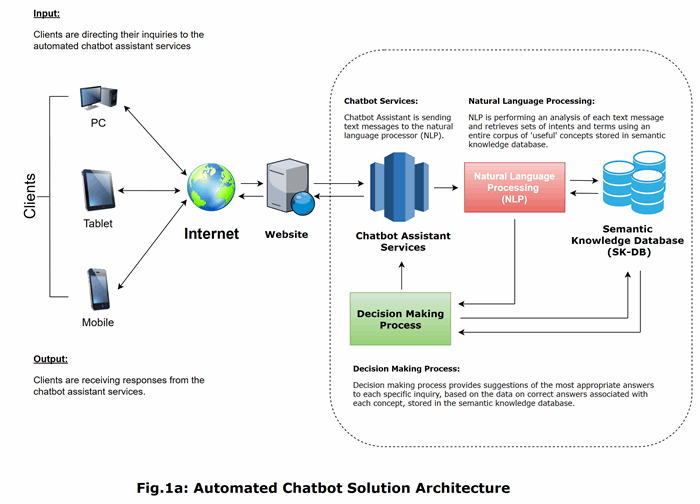 Input:
Clients are directing their inquiries to the
automated chatbot assistant services
Clients
PC
Tablet
Mobile
Internet
Website
Chatbot Services:
Chatbot Assistant is sending
text messages to the natural
language processor (NLP).
Natural Language Processing:
NLP is performing an analysis of each text message
and retrieves sets of intents and terms using an
entire corpus of 'useful' concepts stored in semantic
knowledge database.
Chatbot Assistant
Services
Natural Language
Processing
(NLP)
Semantic
Knowledge Database
(SK-DB)
Decision Making
Process
Decision Making Process:
Decision making process provides suggestions of the most appropriate answers
to each specific inquiry, based on the data on correct answers associated with
each concept, stored in the semantic knowledge database.
Output:
Clients are receiving responses from the
chatbot assistant services.
Fig.1a: Automated Chatbot Solution Architecture